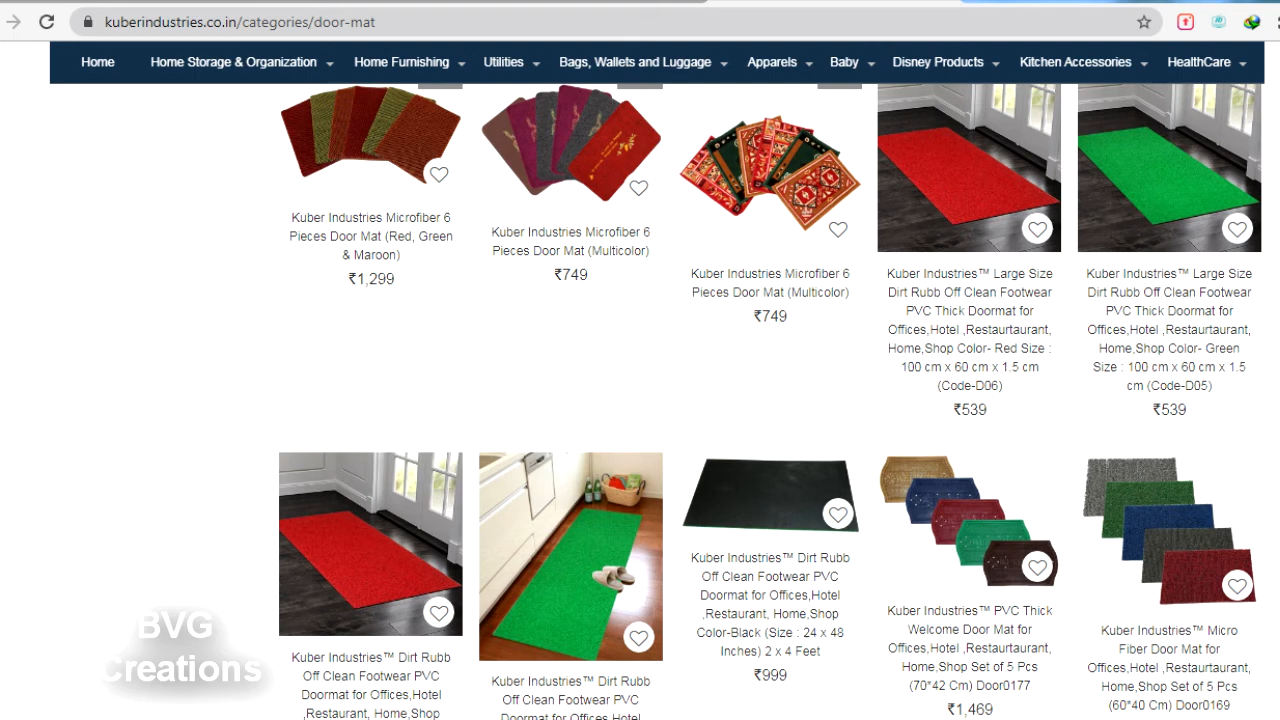 kuberindustries.co.in/categories/door-mat
Home Home Storage & Organization Home Furnishing Utilities Bags, Wallets and Luggage Apparels Baby Disney Products Kitchen Accessories HealthCare
Kuber Industries Microfiber 6
Pieces Door Mat (Red, Green
& Maroon)
₹1,299
Kuber Industries Microfiber 6
Pieces Door Mat (Multicolor)
₹749
Kuber Industries Microfiber 6
Pieces Door Mat (Multicolor)
₹749
Kuber Industries™ Large Size
Dirt Rubb Off Clean Footwear
PVC Thick Doormat for
Offices,Hotel ,Restaurtaurant,
Home,Shop Color- Red Size :
100 cm x 60 cm x 1.5 cm
(Code-D06)
₹539
Kuber Industries™ Large Size
Dirt Rubb Off Clean Footwear
PVC Thick Doormat for
Offices,Hotel ,Restaurtaurant,
Home,Shop Color- Green
Size : 100 cm x 60 cm x 1.5
cm (Code-D05)
₹539
Kuber Industries™ Dirt Rubb
Off Clean Footwear PVC
Doormat for Offices,Hotel
,Restaurant, Home,Shop
Kuber Industries™ Dirt Rubb
Off Clean Footwear PVC
Doormat for Offices,Hotel
Kuber Industries™ Dirt Rubb
Off Clean Footwear PVC
Doormat for Offices,Hotel
,Restaurant, Home,Shop
Color-Black (Size : 24 x 48
Inches) 2 x 4 Feet
₹999
Kuber Industries™ PVC Thick
Welcome Door Mat for
Offices,Hotel ,Restaurtaurant,
Home,Shop Set of 5 Pcs
(70*42 Cm) Door0177
₹1,469
Kuber Industries™ Micro
Fiber Door Mat for
Offices,Hotel ,Restaurtaurant,
Home,Shop Set of 5 Pcs
(60*40 Cm) Door0169
BVG
Creations